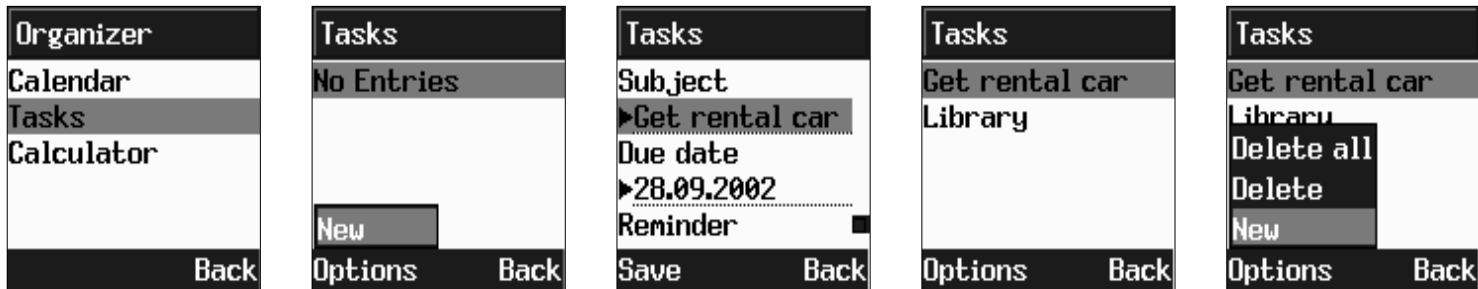 Organizer
Calendar
Tasks
Calculator
Back
Tasks
No Entries
New
Options Back
Tasks
Subject
Get rental car
Due date
28.09.2002
Reminder
Save Back
Tasks
Get rental car
Library
Options Back
Tasks
Get rental car
Library
Delete all
Delete
New
Options Back